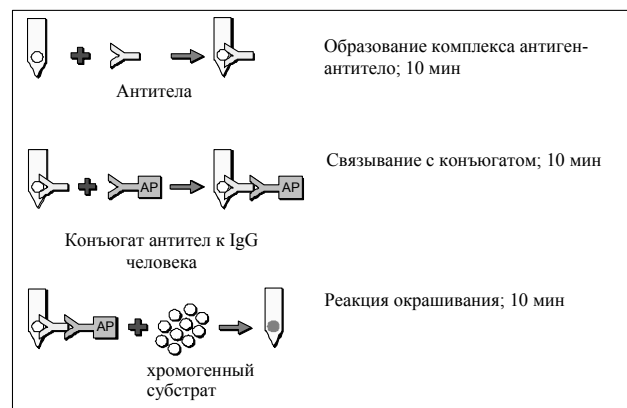 Образование комплекса антиген-
антитело; 10 мин
Антитела
Связывание с конъюгатом; 10 мин
AP
AP
Конъюгат антител к IgG
человека
Реакция окрашивания; 10 мин
AP
хромогенный
субстрат